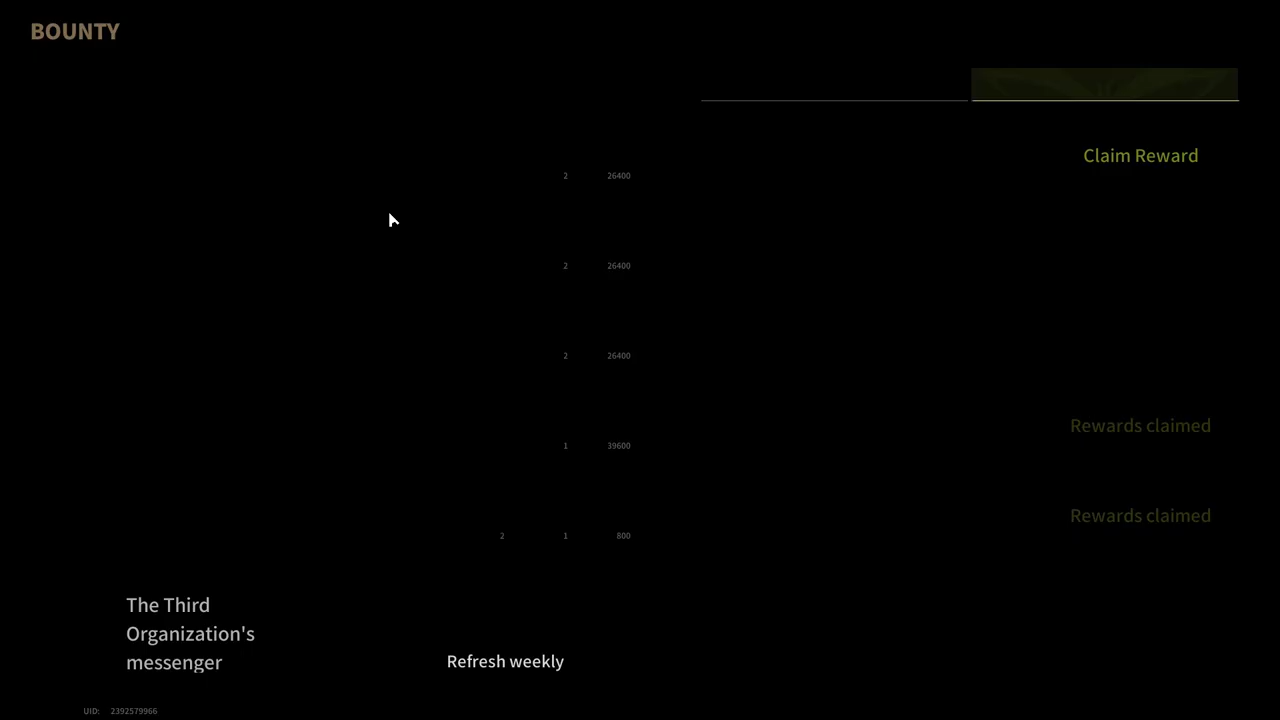 BOUNTY
Claim Reward
2 26400
2 26400
2 26400
Rewards claimed
1 39600
Rewards claimed
2 1 800
The Third
Organization's
messenger
Refresh weekly
UID: 2392579966